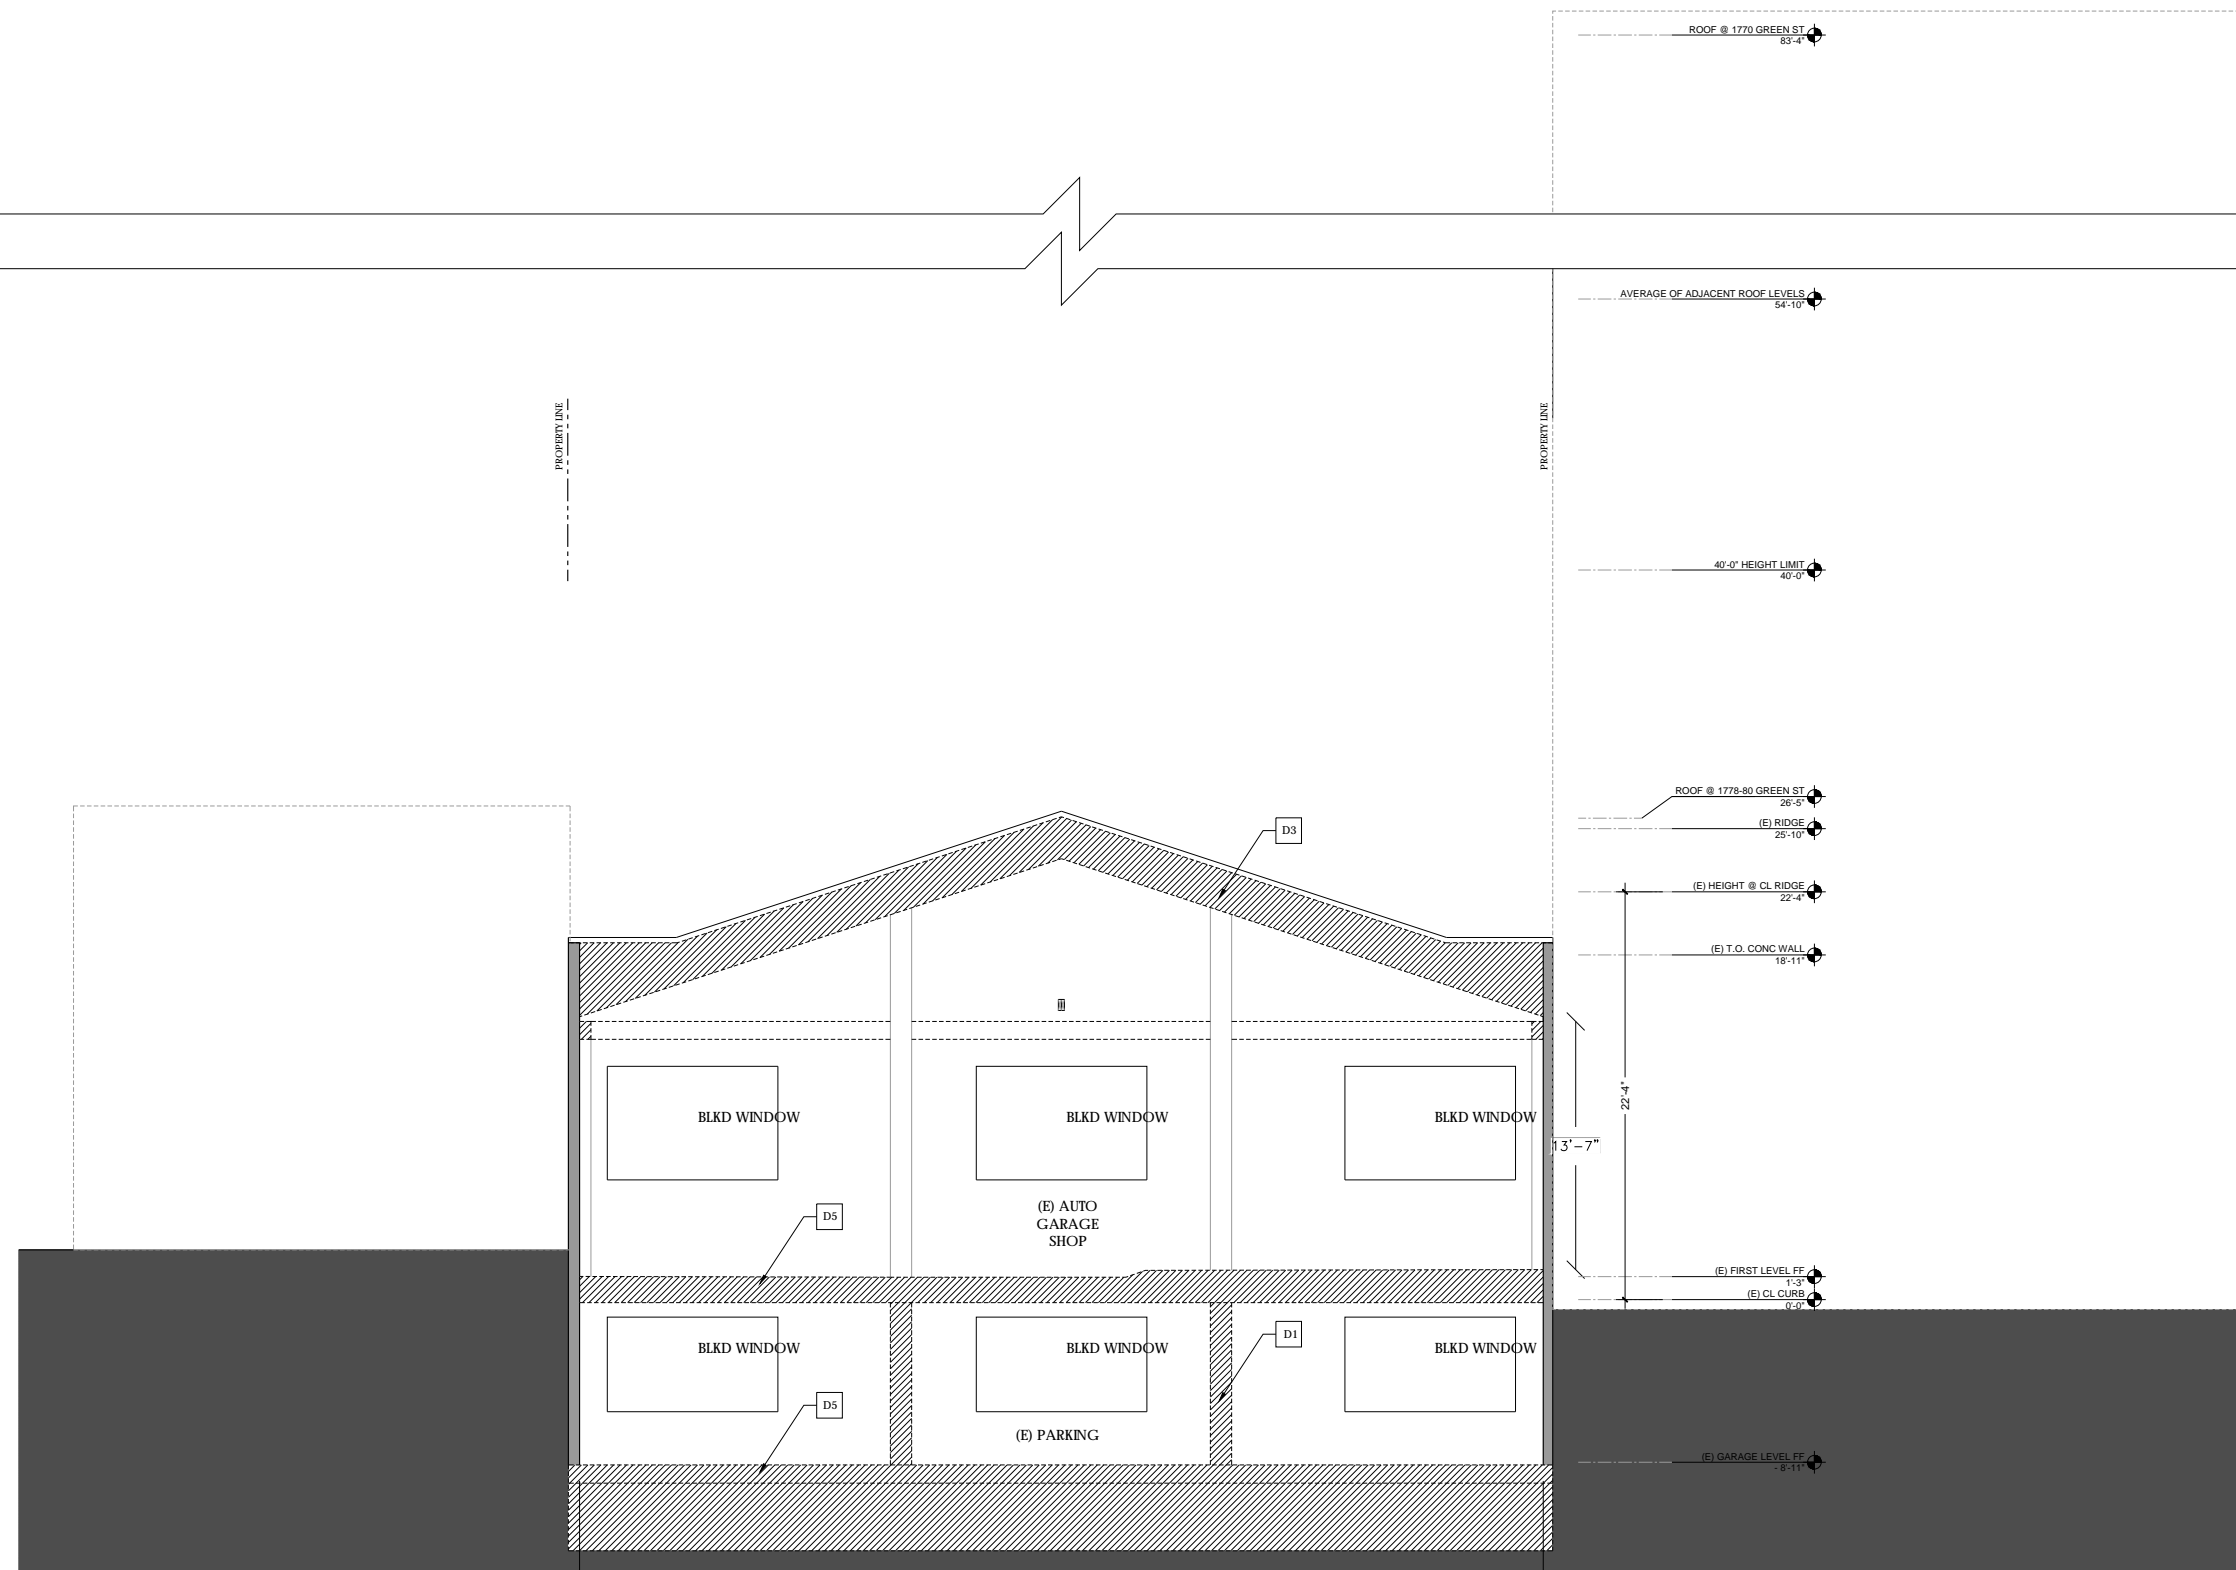 ROOF @ 1770 GREEN ST
83'-4"
AVERAGE OF ADJACENT ROOF LEVELS
54'-10"
PROPERTY LINE
PROPERTY LINE
40'-0" HEIGHT LIMIT
40'-0"
ROOF @ 1778-80 GREEN ST
26'-5"
(E) RIDGE
25'-10"
D3
(E) HEIGHT @ CL RIDGE
22'-4"
(E) T.O. CONC WALL
18'-11"
22'-4"
BLKD WINDOW
BLKD WINDOW
BLKD WINDOW
13'-7"
(E) AUTO
GARAGE
SHOP
D5
(E) FIRST LEVEL FF
1'-3"
(E) CL CURB
0'-0"
D1
BLKD WINDOW
BLKD WINDOW
BLKD WINDOW
D5
(E) PARKING
(E) GARAGE LEVEL FF
- 8'-11"